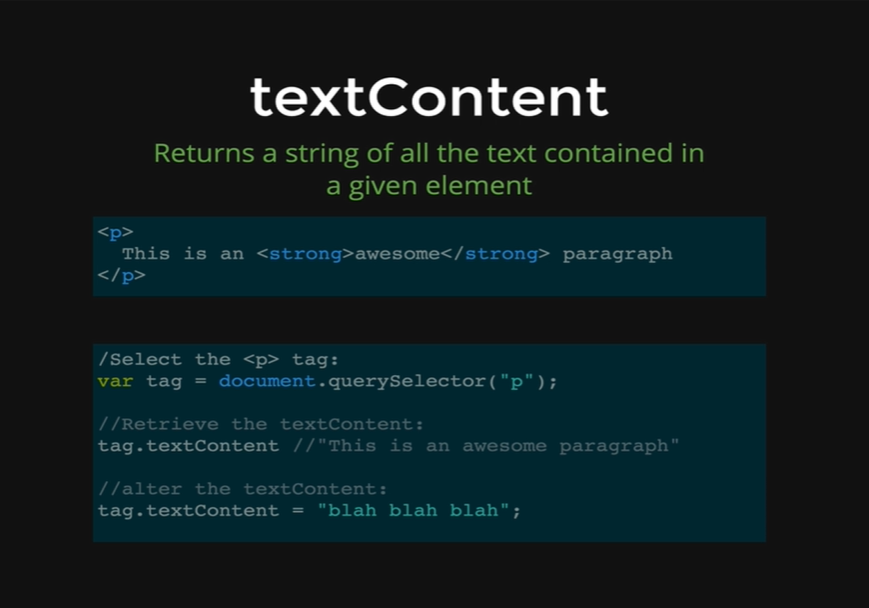 textContent
Returns a string of all the text contained in
a given element
<p>
  This is an <strong>awesome</strong> paragraph
</p>
/Select the <p> tag:
var tag = document.querySelector("p");
//Retrieve the textContent:
tag.textContent //"This is an awesome paragraph"
//alter the textContent:
tag.textContent = "blah blah blah";